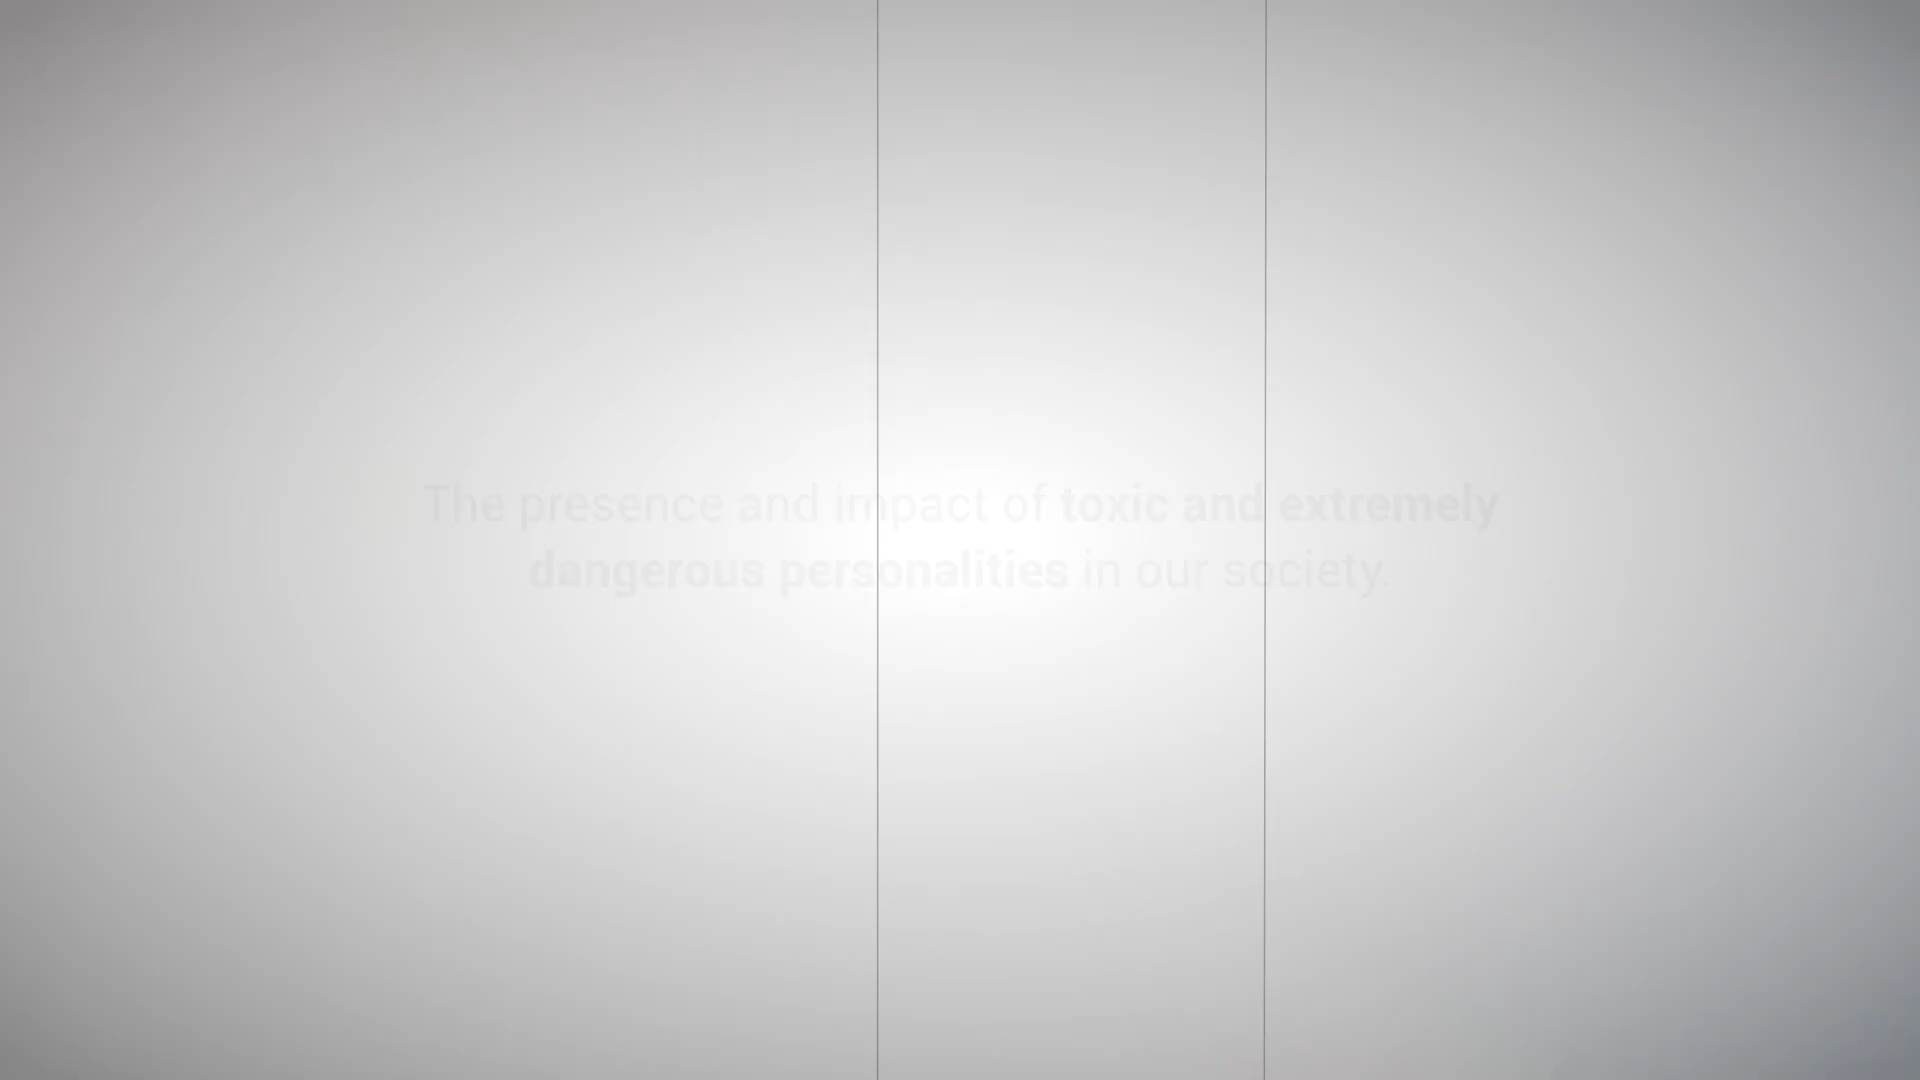 The presence and impact of toxic and extremely
dangerous personalities in our society.